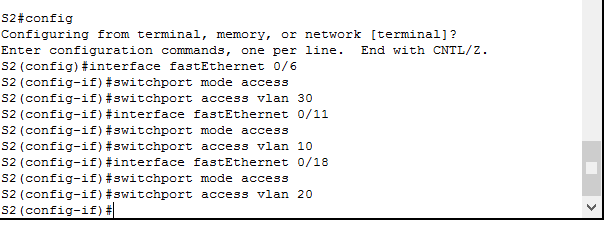 S2#config
Configuring from terminal, memory, or network [terminal]?
Enter configuration commands, one per line.  End with CNTL/Z.
S2(config)#interface fastEthernet 0/6
S2(config-if)#switchport mode access
S2(config-if)#switchport access vlan 30
S2(config-if)#interface fastEthernet 0/11
S2(config-if)#switchport mode access
S2(config-if)#switchport access vlan 10
S2(config-if)#interface fastEthernet 0/18
S2(config-if)#switchport mode access
S2(config-if)#switchport access vlan 20
S2(config-if)#